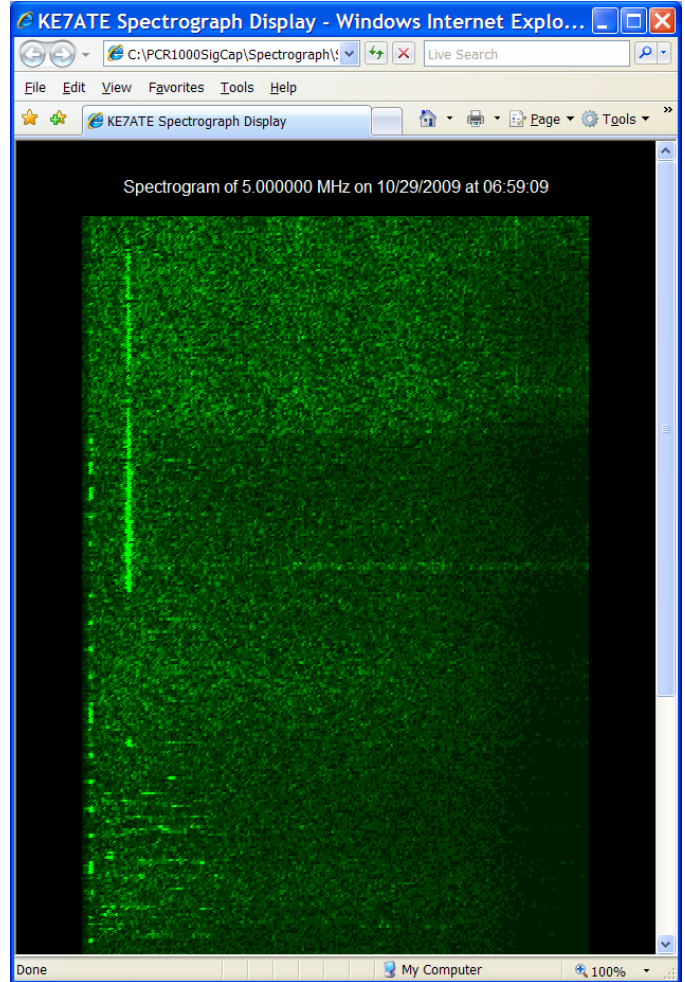 KE7ATE Spectrograph Display - Windows Internet Explo...
C:\PCR1000SigCap\Spectrograph\
Live Search
File Edit View Favorites Tools Help
KE7ATE Spectrograph Display
Page Tools »
Spectrogram of 5.000000 MHz on 10/29/2009 at 06:59:09
Done My Computer 100%